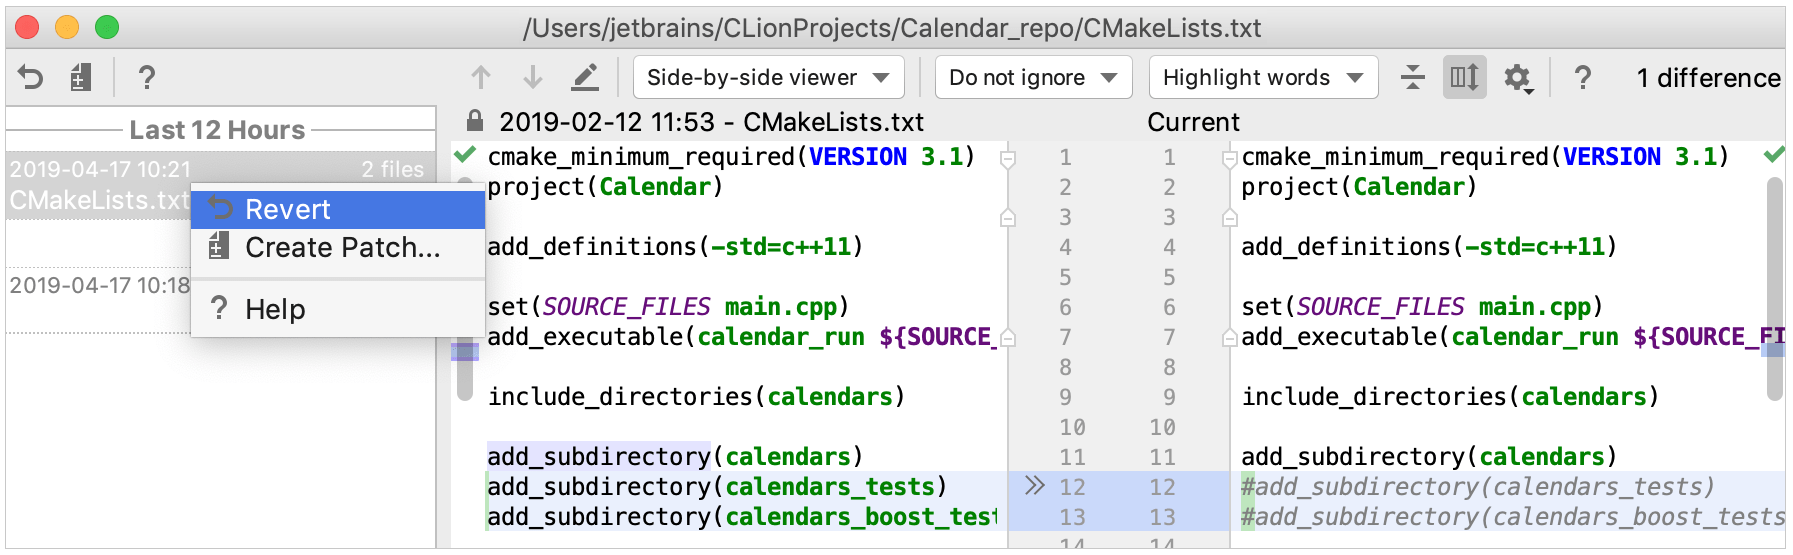 /Users/jetbrains/CLionProjects/Calendar_repo/CMakeLists.txt
? Side-by-side viewer Do not ignore Highlight words ? 1 difference
Last 12 Hours
2019-04-17 10:21 2 files
CMakeLists.txt
2019-04-17 10:18
Revert
Create Patch...
? Help
2019-02-12 11:53 - CMakeLists.txt Current
cmake_minimum_required(VERSION 3.1) 1 1 cmake_minimum_required(VERSION 3.1)
project(Calendar) 2 2 project(Calendar)
3 3
add_definitions(-std=c++11) 4 4 add_definitions(-std=c++11)
5 5
set(SOURCE_FILES main.cpp) 6 6 set(SOURCE_FILES main.cpp)
add_executable(calendar_run ${SOURCE_ 7 7 add_executable(calendar_run ${SOURCE_FI
8 8
include_directories(calendars) 9 9 include_directories(calendars)
10 10
add_subdirectory(calendars) 11 11 add_subdirectory(calendars)
add_subdirectory(calendars_tests) >> 12 12 #add_subdirectory(calendars_tests)
add_subdirectory(calendars_boost_test 13 13 #add_subdirectory(calendars_boost_tests
14 14